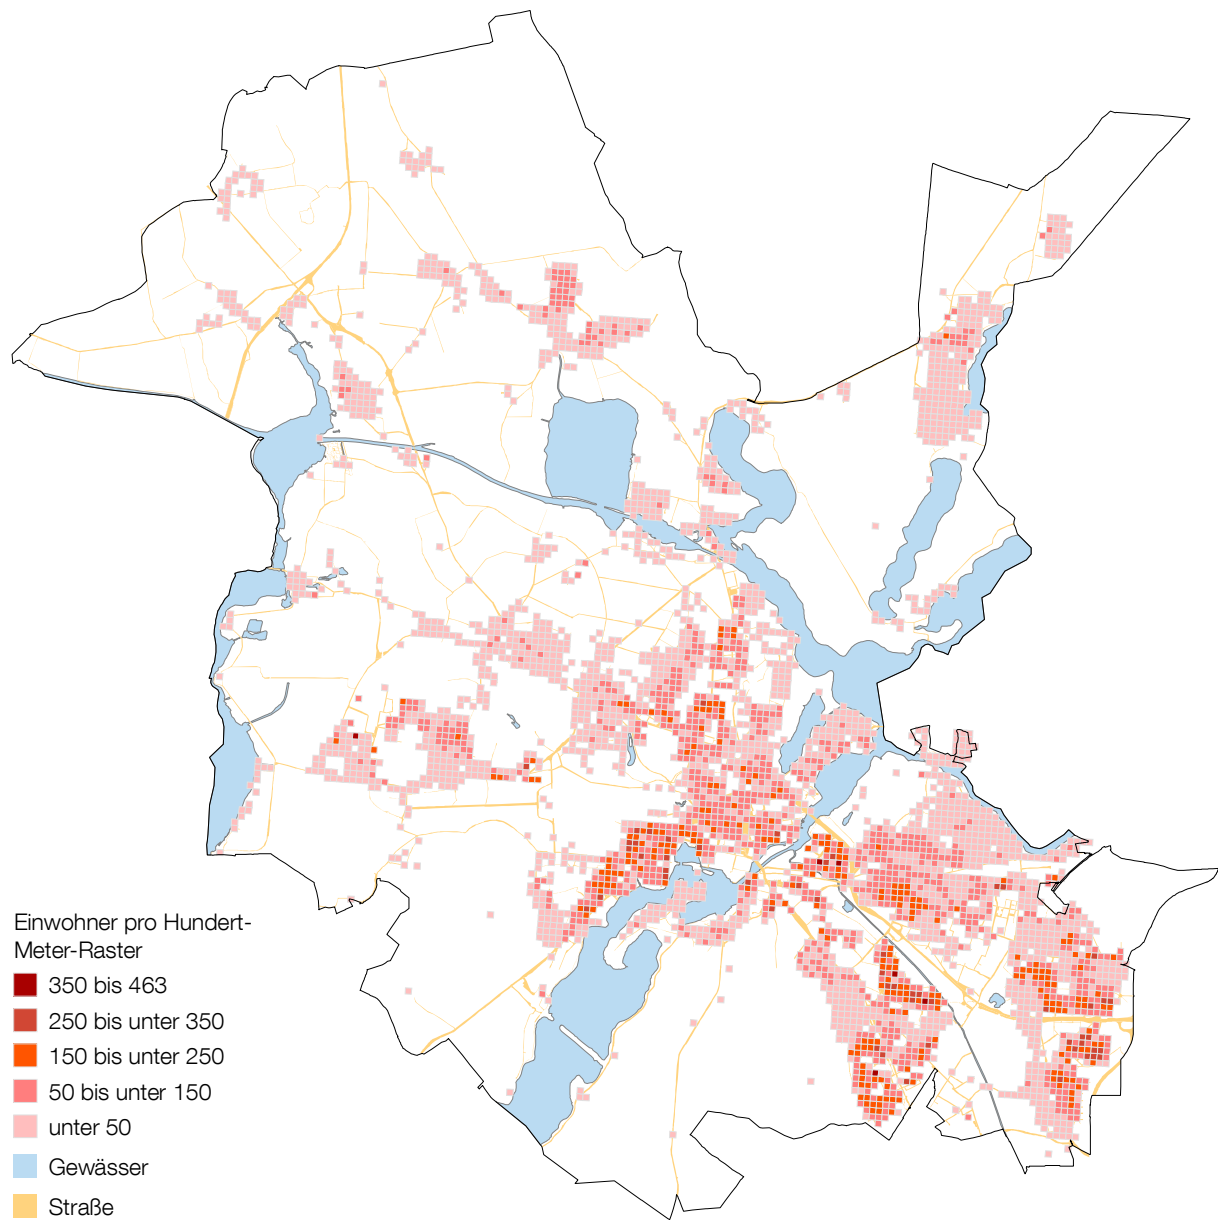 Einwohner pro Hundert-
Meter-Raster
350 bis 463
250 bis unter 350
150 bis unter 250
50 bis unter 150
unter 50
Gewässer
Straße